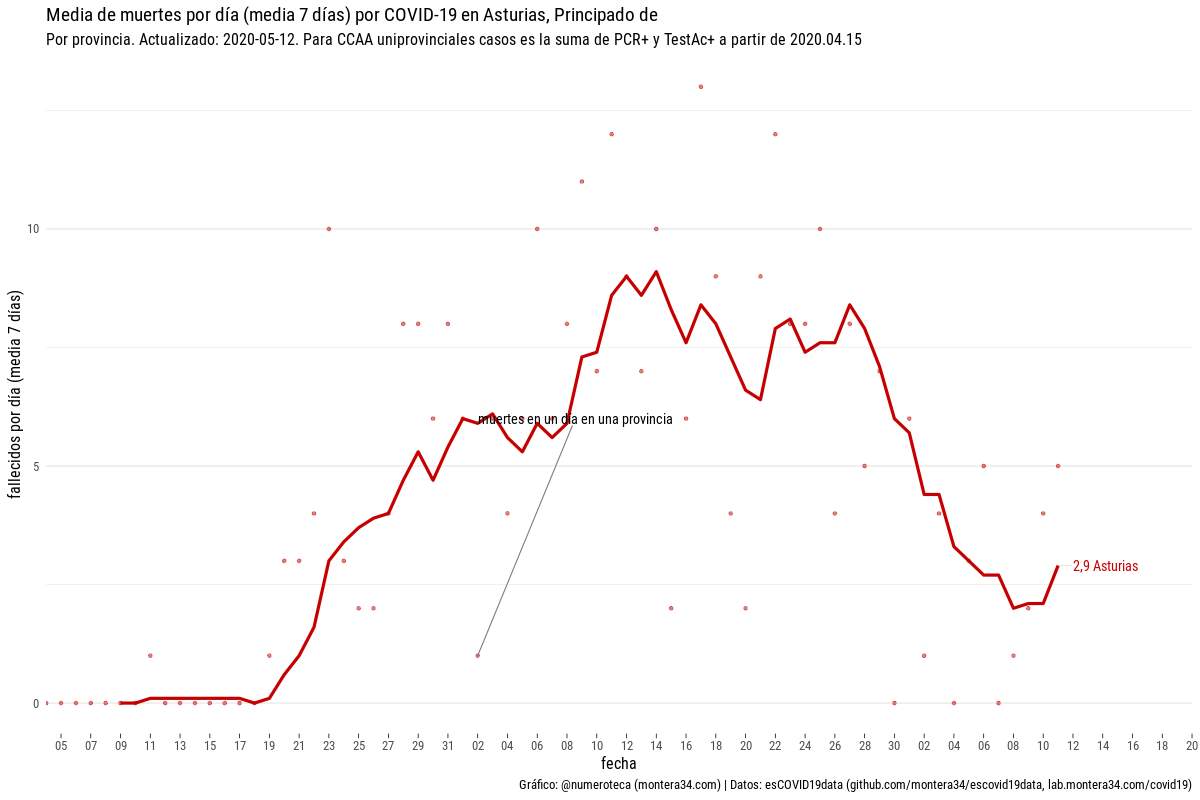 Media de muertes por día (media 7 días) por COVID-19 en Asturias, Principado de
Por provincia. Actualizado: 2020-05-12. Para CCAA uniprovinciales casos es la suma de PCR+ y TestAc+ a partir de 2020.04.15
fallecidos por día (media 7 días)
10
5
0
muertes en un día en una provincia
2,9 Asturias
05 07 09 11 13 15 17 19 21 23 25 27 29 31 02 04 06 08 10 12 14 16 18 20 22 24 26 28 30 02 04 06 08 10 12 14 16 18 20
fecha
Gráfico: @numeroteca (montera34.com) | Datos: esCOVID19data (github.com/montera34/escovid19data, lab.montera34.com/covid19)